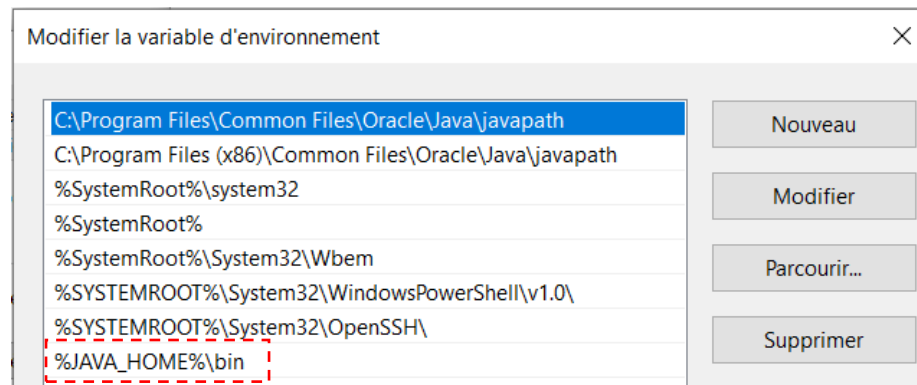 Modifier la variable d'environnement
C:\Program Files\Common Files\Oracle\Java\javapath
C:\Program Files (x86)\Common Files\Oracle\Java\javapath
%SystemRoot%\system32
%SystemRoot%
%SystemRoot%\System32\Wbem
%SYSTEMROOT%\System32\WindowsPowerShell\v1.0\
%SYSTEMROOT%\System32\OpenSSH\
%JAVA_HOME%\bin
Nouveau
Modifier
Parcourir...
Supprimer